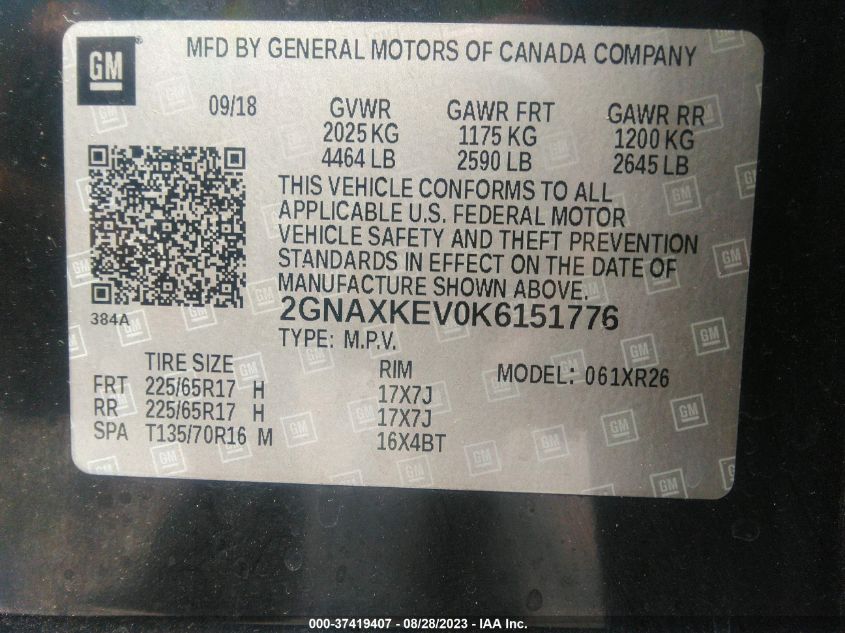 GM
MFD BY GENERAL MOTORS OF CANADA COMPANY
09/18 GVWR GAWR FRT GAWR RR
2025 KG 1175 KG 1200 KG
4464 LB 2590 LB 2645 LB
THIS VEHICLE CONFORMS TO ALL
APPLICABLE U.S. FEDERAL MOTOR
VEHICLE SAFETY AND THEFT PREVENTION
STANDARDS IN EFFECT ON THE DATE OF
MANUFACTURE SHOWN ABOVE.
384A
2GNAXKEV0K6151776
TYPE: M.P.V.
TIRE SIZE RIM MODEL: 061XR26
FRT 225/65R17 H 17X7J
RR 225/65R17 H 17X7J
SPA T135/70R16 M 16X4BT
000-37419407 - 08/28/2023 - IAA Inc.